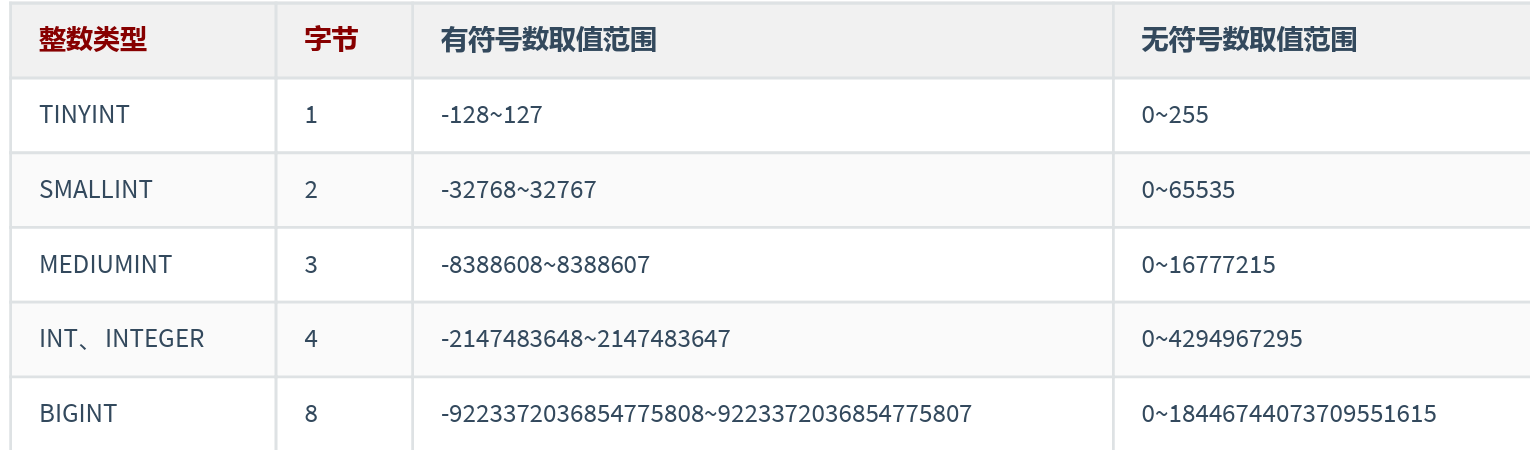 整数类型 字节 有符号数取值范围 无符号数取值范围
TINYINT 1 -128~127 0~255
SMALLINT 2 -32768~32767 0~65535
MEDIUMINT 3 -8388608~8388607 0~16777215
INT、INTEGER 4 -2147483648~2147483647 0~4294967295
BIGINT 8 -9223372036854775808~9223372036854775807 0~18446744073709551615